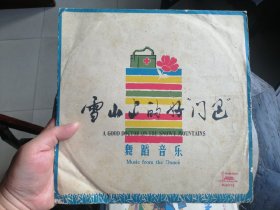 雪山上的好"门巴"
A GOOD DOCTOR ON THE SNOWY MOUNTAINS
舞蹈音乐
Music from the Dance